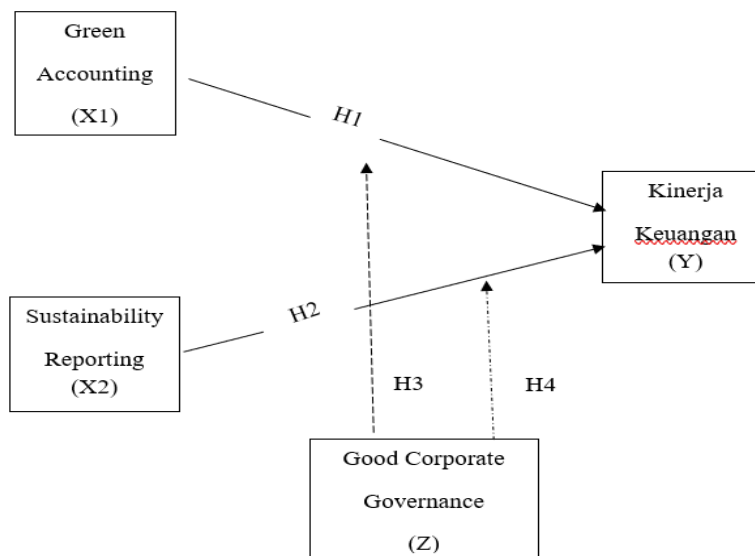 Green
Accounting
(X1)
H1
Kinerja
Keuangan
(Y)
Sustainability
Reporting
(X2)
H2
H3
H4
Good Corporate
Governance
(Z)